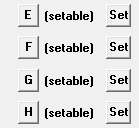 E (setable) Set
F (setable) Set
G (setable) Set
H (setable) Set